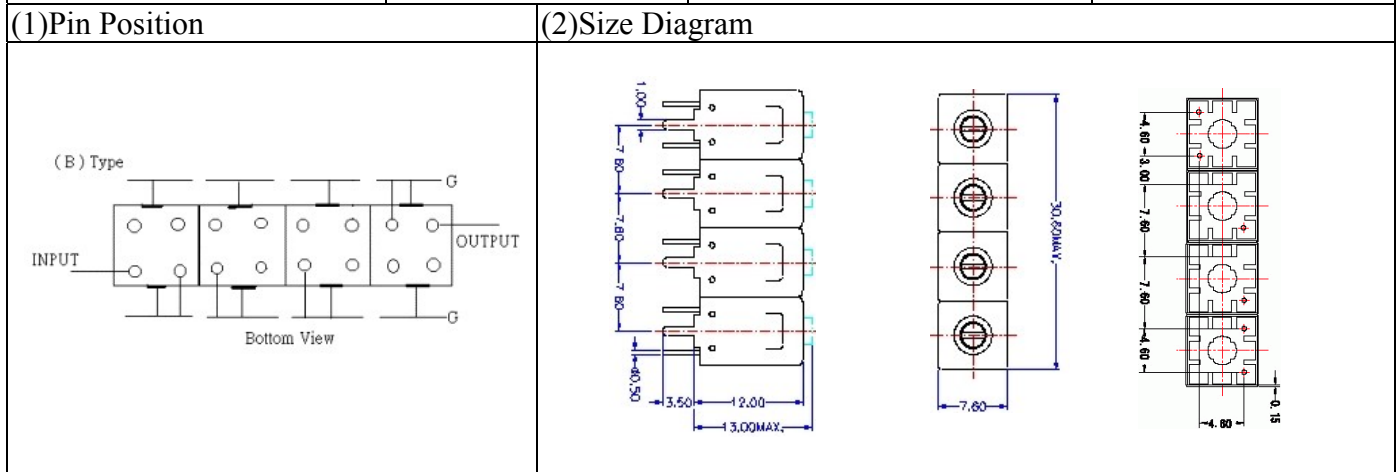 (1)Pin Position
(2)Size Diagram
(B) Type
G
OUTPUT
INPUT
G
Bottom View
1.00
7.80
7.80
7.80
Φ0.50
3.50
12.00
13.00MAX.
30.60MAX.
7.60
4.60
3.00
7.60
7.60
4.60
4.60
0.15